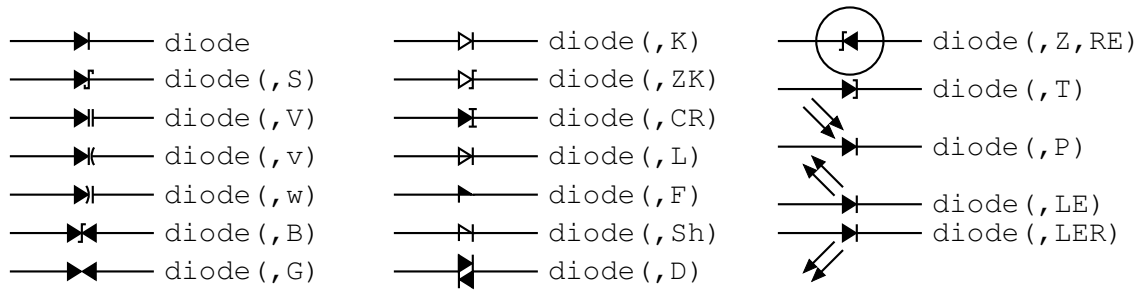 diode
diode(,S)
diode(,V)
diode(,v)
diode(,w)
diode(,B)
diode(,G)
diode(,K)
diode(,ZK)
diode(,CR)
diode(,L)
diode(,F)
diode(,Sh)
diode(,D)
diode(,Z,RE)
diode(,T)
diode(,P)
diode(,LE)
diode(,LER)